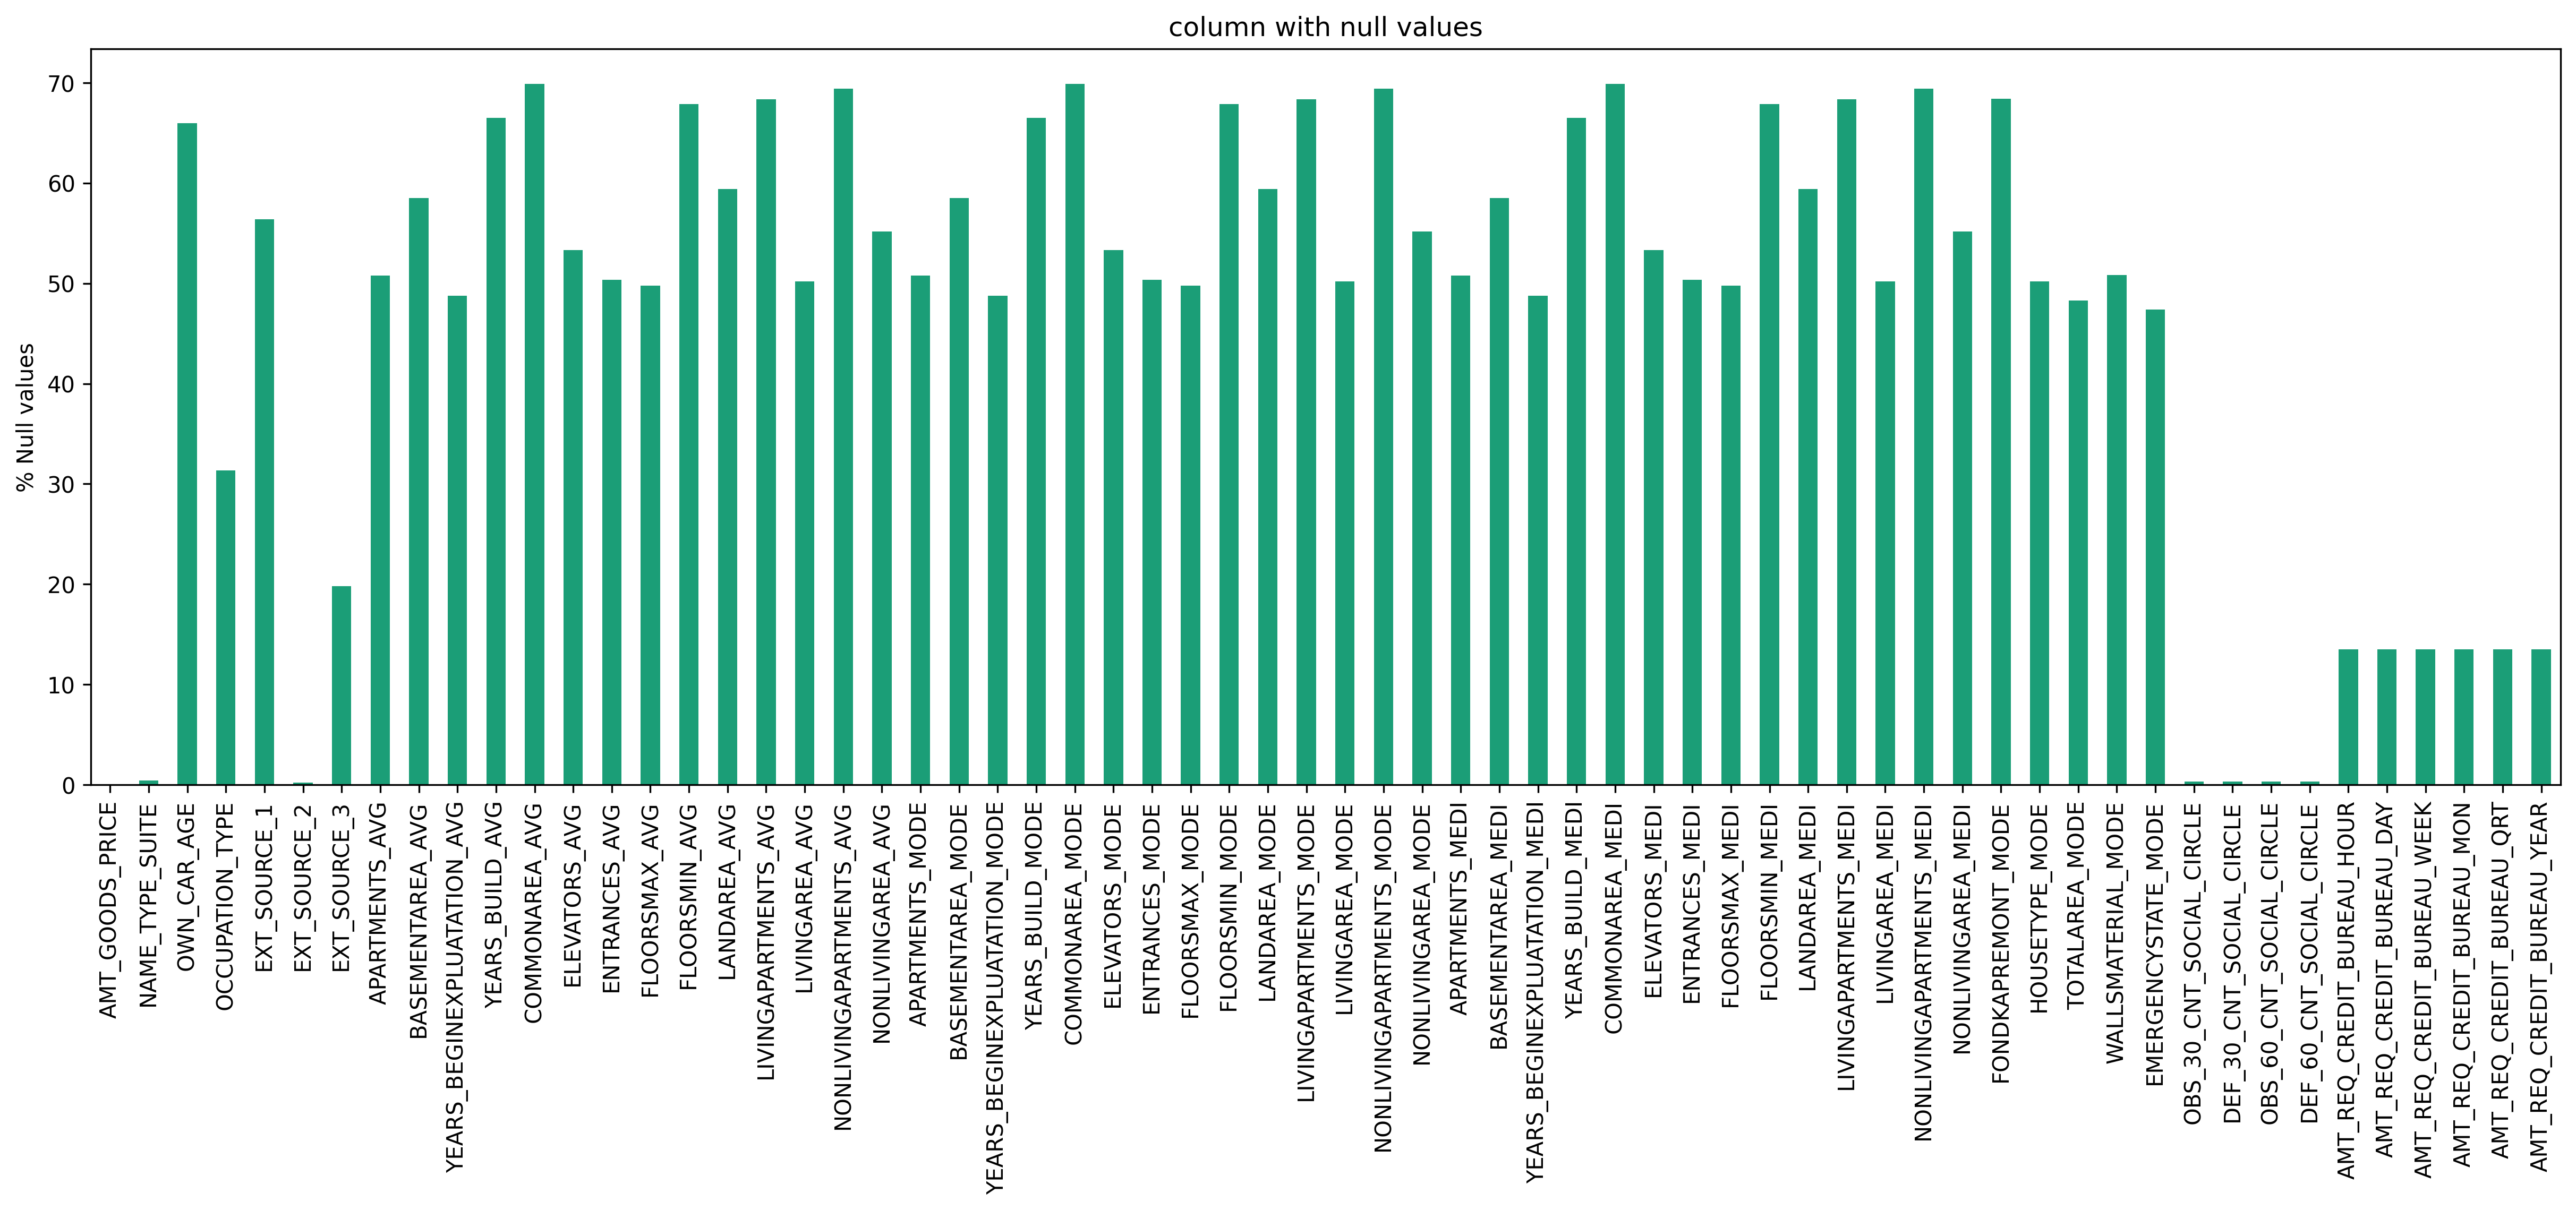 column with null values
% Null values
70
60
50
40
30
20
10
0
AMT_GOODS_PRICE
NAME_TYPE_SUITE
OWN_CAR_AGE
OCCUPATION_TYPE
EXT_SOURCE_1
EXT_SOURCE_2
EXT_SOURCE_3
APARTMENTS_AVG
BASEMENTAREA_AVG
YEARS_BEGINEXPLUATATION_AVG
YEARS_BUILD_AVG
COMMONAREA_AVG
ELEVATORS_AVG
ENTRANCES_AVG
FLOORSMAX_AVG
FLOORSMIN_AVG
LANDAREA_AVG
LIVINGAPARTMENTS_AVG
LIVINGAREA_AVG
NONLIVINGAPARTMENTS_AVG
NONLIVINGAREA_AVG
APARTMENTS_MODE
BASEMENTAREA_MODE
YEARS_BEGINEXPLUATATION_MODE
YEARS_BUILD_MODE
COMMONAREA_MODE
ELEVATORS_MODE
ENTRANCES_MODE
FLOORSMAX_MODE
FLOORSMIN_MODE
LANDAREA_MODE
LIVINGAPARTMENTS_MODE
LIVINGAREA_MODE
NONLIVINGAPARTMENTS_MODE
NONLIVINGAREA_MODE
APARTMENTS_MEDI
BASEMENTAREA_MEDI
YEARS_BEGINEXPLUATATION_MEDI
YEARS_BUILD_MEDI
COMMONAREA_MEDI
ELEVATORS_MEDI
ENTRANCES_MEDI
FLOORSMAX_MEDI
FLOORSMIN_MEDI
LANDAREA_MEDI
LIVINGAPARTMENTS_MEDI
LIVINGAREA_MEDI
NONLIVINGAPARTMENTS_MEDI
NONLIVINGAREA_MEDI
FONDKAPREMONT_MODE
HOUSETYPE_MODE
TOTALAREA_MODE
WALLSMATERIAL_MODE
EMERGENCYSTATE_MODE
OBS_30_CNT_SOCIAL_CIRCLE
DEF_30_CNT_SOCIAL_CIRCLE
OBS_60_CNT_SOCIAL_CIRCLE
DEF_60_CNT_SOCIAL_CIRCLE
AMT_REQ_CREDIT_BUREAU_HOUR
AMT_REQ_CREDIT_BUREAU_DAY
AMT_REQ_CREDIT_BUREAU_WEEK
AMT_REQ_CREDIT_BUREAU_MON
AMT_REQ_CREDIT_BUREAU_QRT
AMT_REQ_CREDIT_BUREAU_YEAR